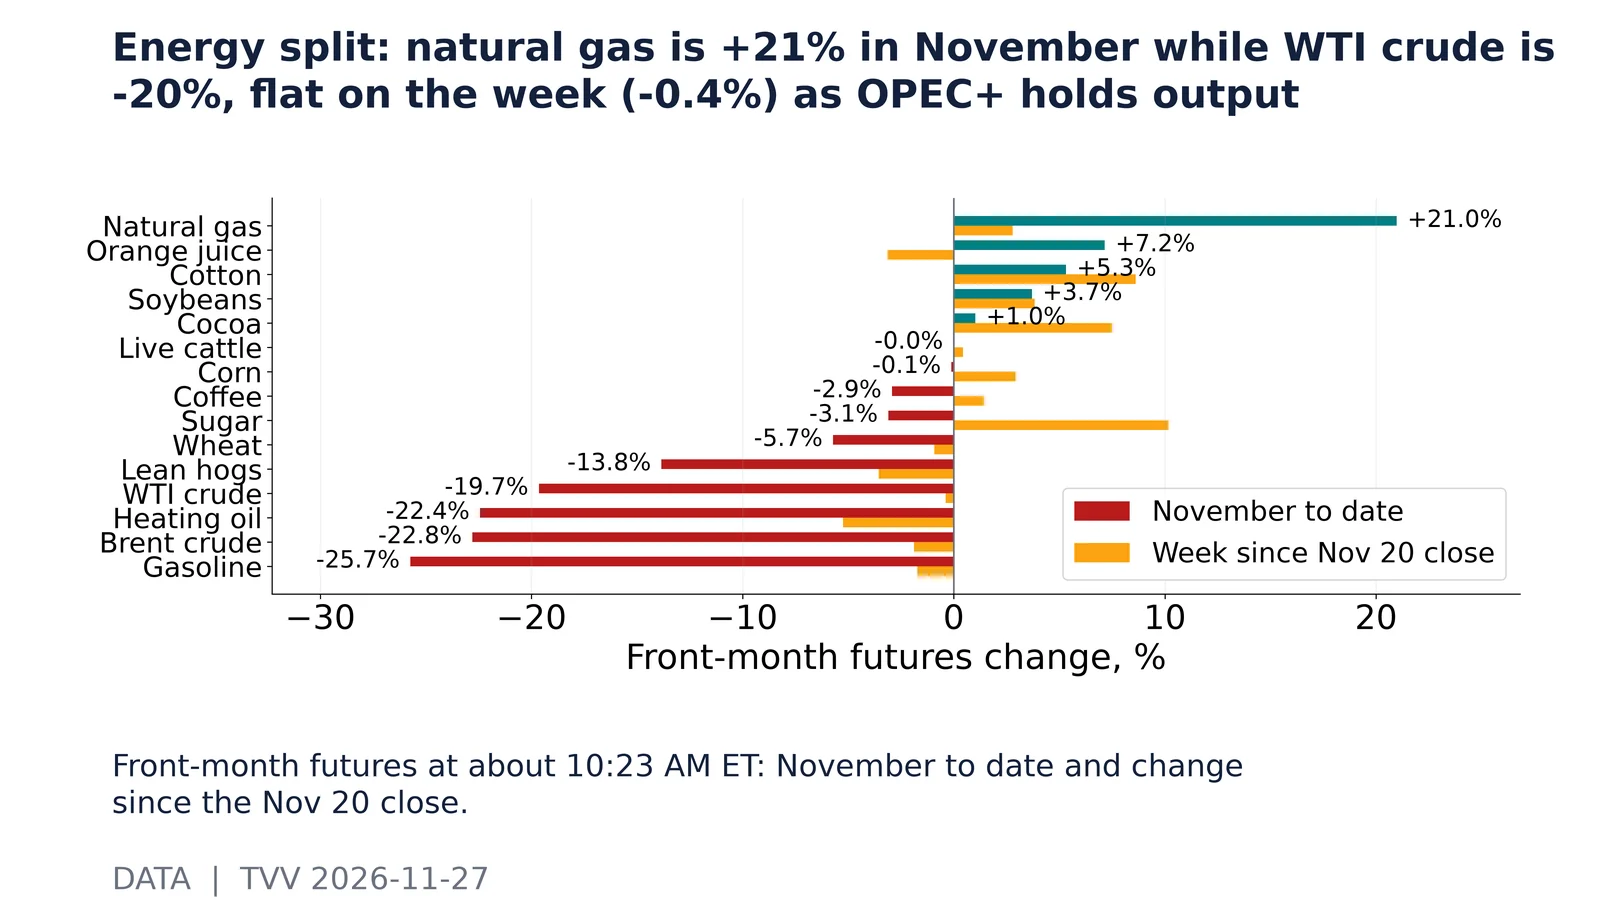 Energy split: natural gas is +21% in November while WTI crude is
-20%, flat on the week (-0.4%) as OPEC+ holds output
Natural gas
+21.0%
Orange juice
+7.2%
Cotton
+5.3%
Soybeans
+3.7%
Cocoa
+1.0%
Live cattle
-0.0%
Corn
-0.1%
Coffee
-2.9%
Sugar
-3.1%
Wheat
-5.7%
Lean hogs
-13.8%
WTI crude
-19.7%
Heating oil
-22.4%
Brent crude
-22.8%
Gasoline
-25.7%
November to date
Week since Nov 20 close
−30
−20
−10
0
10
20
Front-month futures change, %
Front-month futures at about 10:23 AM ET: November to date and change
since the Nov 20 close.
DATA | TVV 2026-11-27